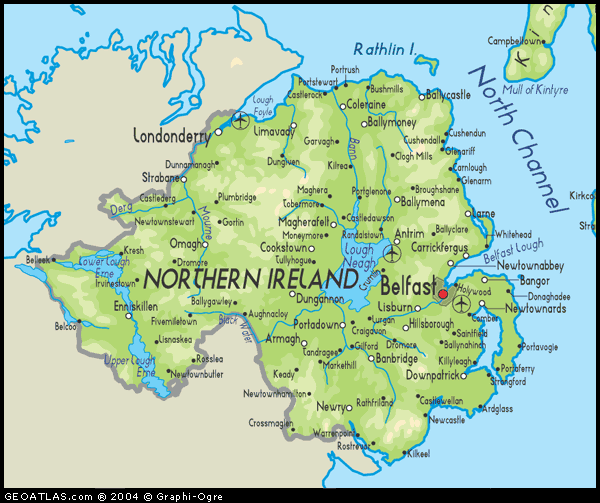 Rathlin I.
Campbelltown
Kin
Mull of Kintyre
North Channel
Portrush
Portstewart
Castlerock
Bushmills
Ballycastle
Lough
Foyle
Coleraine
Londonderry
Limavady
Ballymoney
Cushendun
Garvagh
Cushendall
Glenariff
Dunnamanagh
Dungiven
Kilrea
Bann
Clogh Mills
Carnlough
Strabane
Glenarm
Kirkco
Castlederg
Plumbridge
Maghera
Portglenone
Broughshane
Derg
Tobermore
Ballymena
Newtownstewart
Mourne
Gortin
Magherafell
Castledawson
Larne
Moneymore
Randalstown
Ballyclare
Whitehead
Omagh
Cookstown
Antrim
Carrickfergus
Belfast Lough
Belleek
Kresh
Dromore
Tullyhogue
Lough
Neagh
Newtownabbey
Lower Lough
Erne
Irvinestown
NORTHERN IRELAND
Crumlin
Belfast
Holywood
Bangor
Donaghadee
Enniskillen
Ballygawley
Dungannon
Lisburn
Newtownards
Belcoo
Fivemiletown
Aughnacloy
Black Water
Portadown
Lurgan
Craigavon
Hillsborough
Comber
Saintfield
Lisnaskea
Armagh
Gilford
Dromore
Ballynahinch
Portavogie
Upper Lough
Erne
Rosslea
Tandragee
Banbridge
Killyleagh
Newtownbutler
Keady
Markethill
Downpatrick
Portaferry
Strangford
Newtownhamilton
Newry
Rathfriland
Castlewellan
Ardglass
Crossmaglen
Newcastle
Warrenpoint
Rostrevor
Kilkeel
GEOATLAS.com ® 2004 © Graphi-Ogre